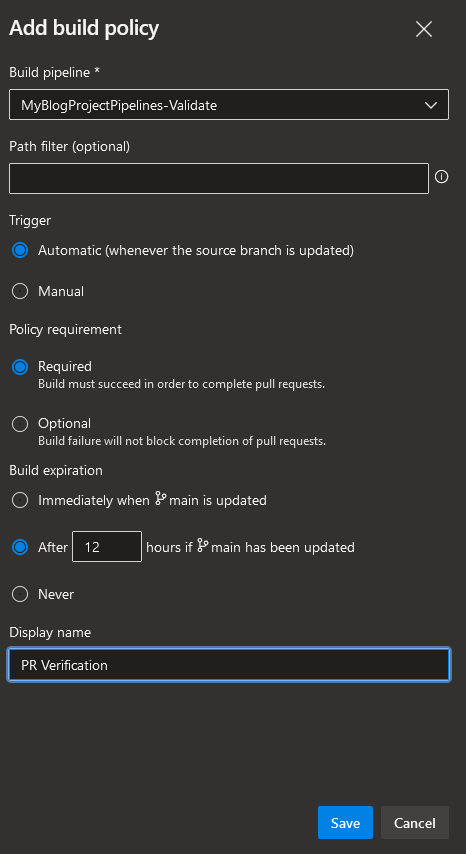 Add build policy
Build pipeline *
MyBlogProjectPipelines-Validate
Path filter (optional)
Trigger
Automatic (whenever the source branch is updated)
Manual
Policy requirement
Required
Build must succeed in order to complete pull requests.
Optional
Build failure will not block completion of pull requests.
Build expiration
Immediately when main is updated
After 12 hours if main has been updated
Never
Display name
PR Verification
Save Cancel